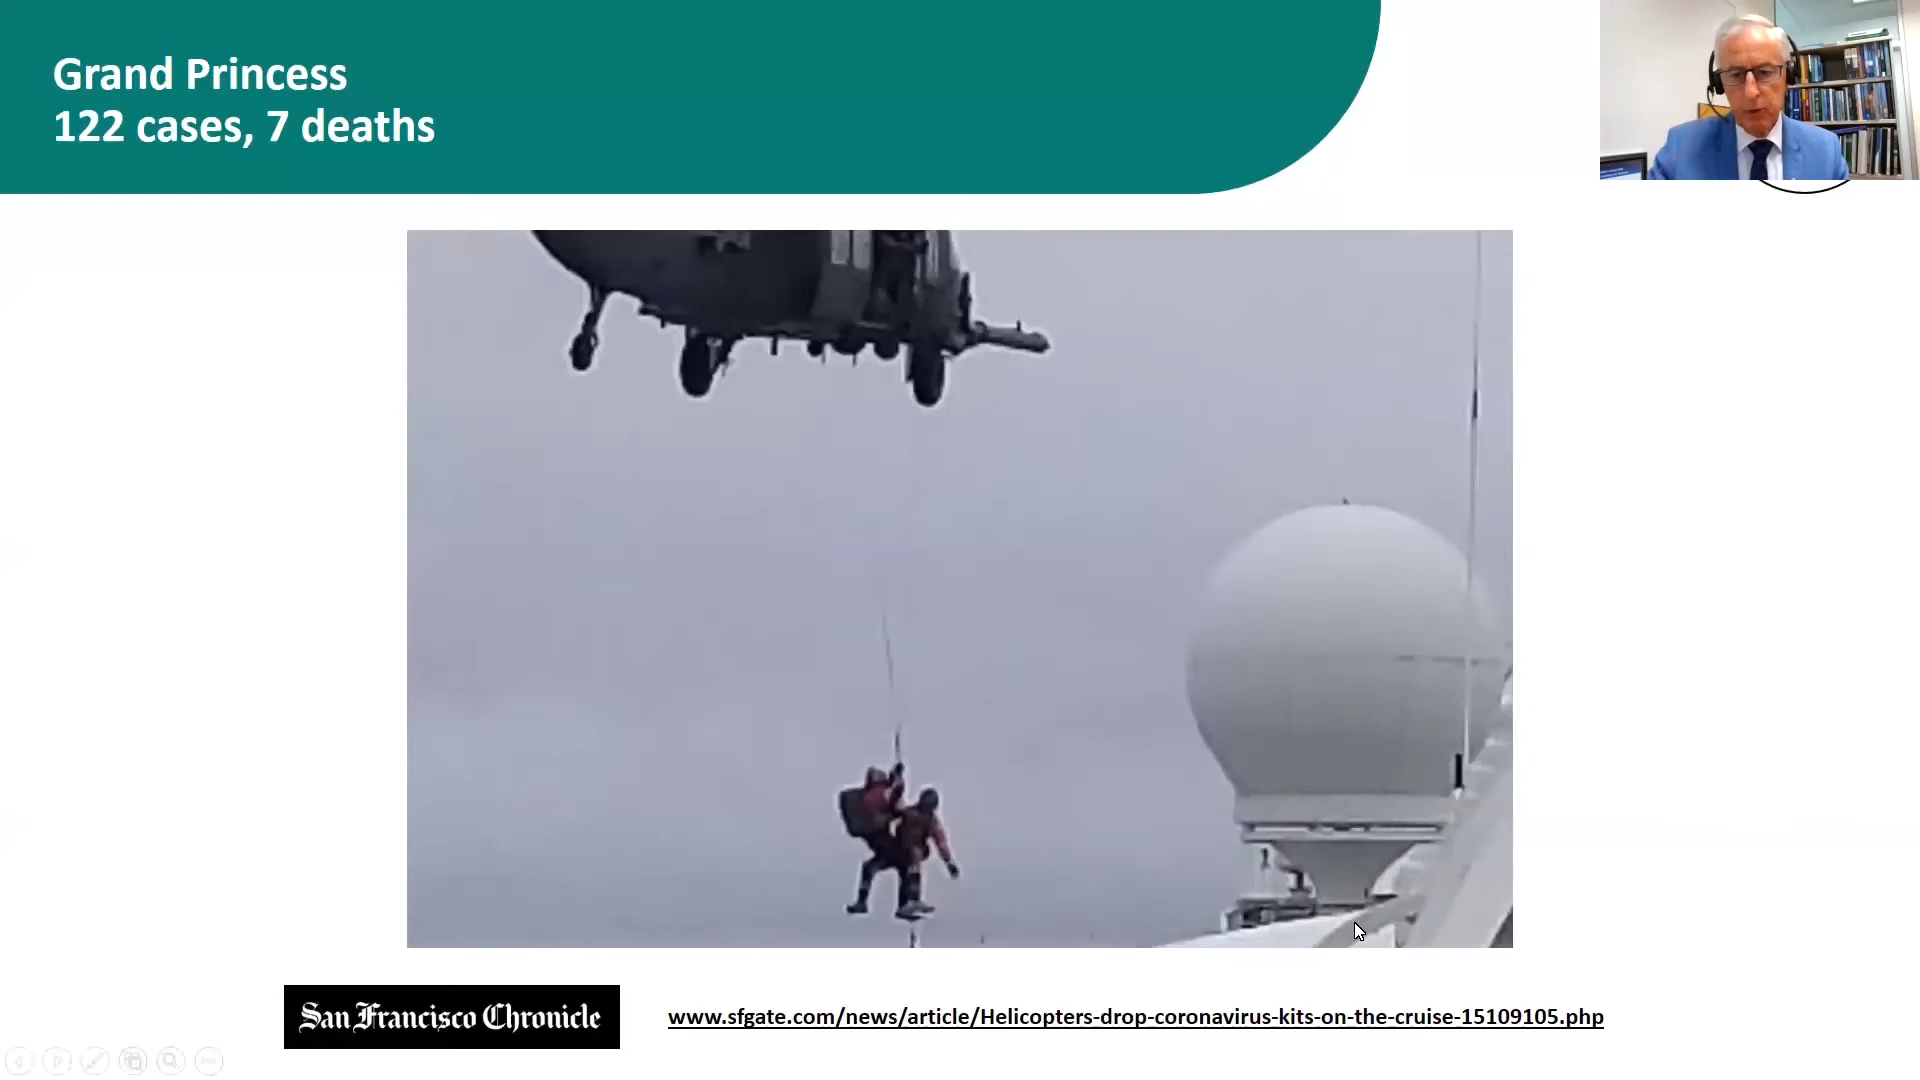 Grand Princess
122 cases, 7 deaths
San Francisco Chronicle
www.sfgate.com/news/article/Helicopters-drop-coronavirus-kits-on-the-cruise-15109105.php